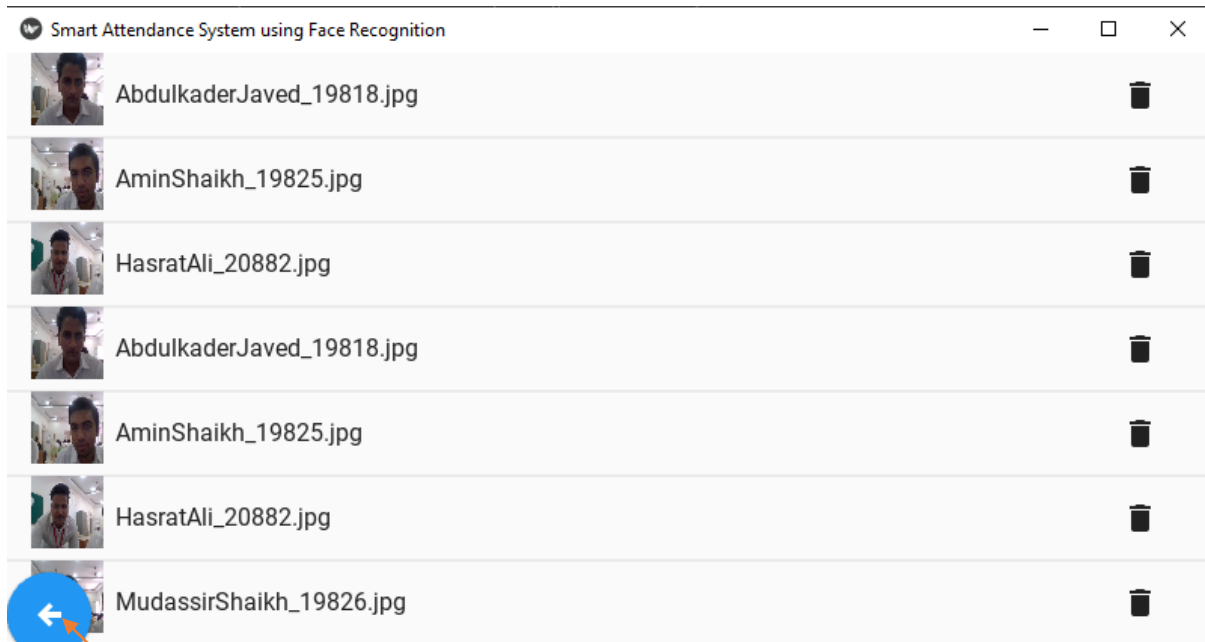 Smart Attendance System using Face Recognition
AbdulkaderJaved_19818.jpg
AminShaikh_19825.jpg
HasratAli_20882.jpg
AbdulkaderJaved_19818.jpg
AminShaikh_19825.jpg
HasratAli_20882.jpg
MudassirShaikh_19826.jpg